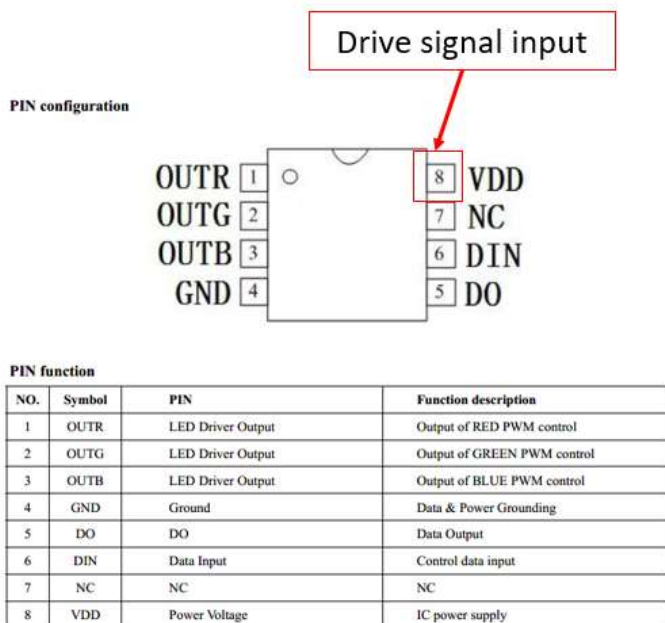 Drive signal input
PIN configuration
OUTR 1 8 VDD
OUTG 2 7 NC
OUTB 3 6 DIN
GND 4 5 DO
PIN function
NO. Symbol PIN Function description
1 OUTR LED Driver Output Output of RED PWM control
2 OUTG LED Driver Output Output of GREEN PWM control
3 OUTB LED Driver Output Output of BLUE PWM control
4 GND Ground Data & Power Grounding
5 DO DO Data Output
6 DIN Data Input Control data input
7 NC NC NC
8 VDD Power Voltage IC power supply